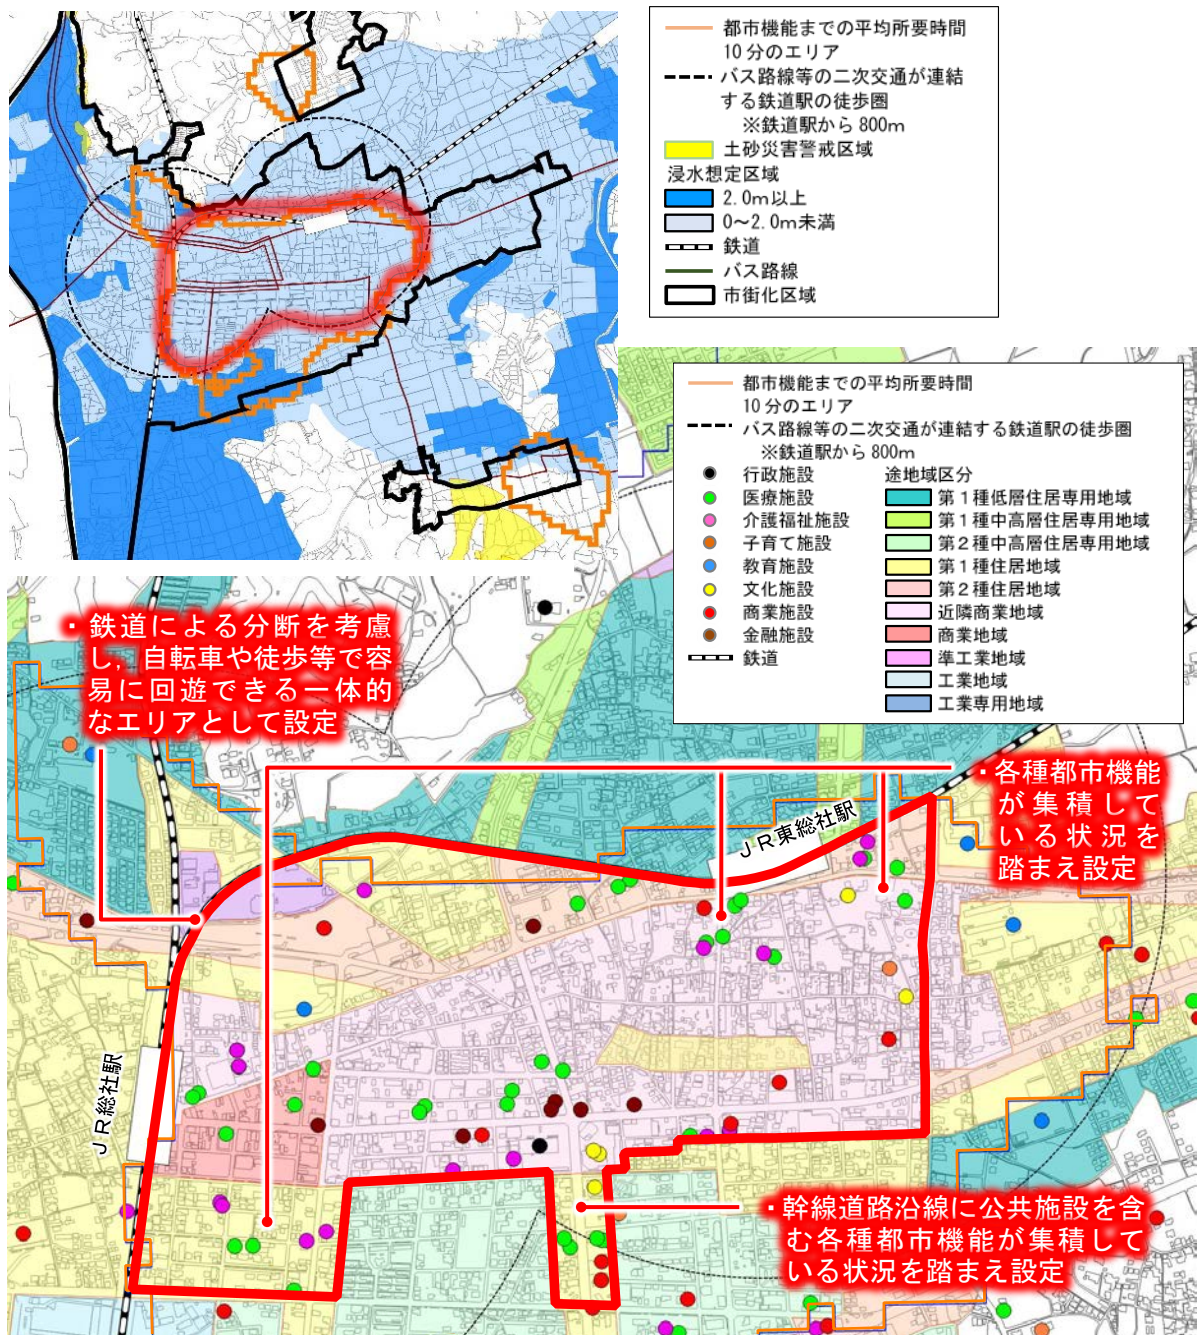 都市機能までの平均所要時間
10分のエリア
バス路線等の二次交通が連結
する鉄道駅の徒歩圏
※鉄道駅から800m
土砂災害警戒区域
浸水想定区域
2.0m以上
0～2.0m未満
鉄道
バス路線
市街化区域
都市機能までの平均所要時間
10分のエリア
バス路線等の二次交通が連結する鉄道駅の徒歩圏
※鉄道駅から800m
行政施設
医療施設
介護福祉施設
子育て施設
教育施設
文化施設
商業施設
金融施設
鉄道
途地域区分
第1種低層住居専用地域
第1種中高層住居専用地域
第2種中高層住居専用地域
第1種住居地域
第2種住居地域
近隣商業地域
商業地域
準工業地域
工業地域
工業専用地域
・鉄道による分断を考慮
し，自転車や徒歩等で容
易に回遊できる一体的
なエリアとして設定
・各種都市機能
が集積して
いる状況を
踏まえ設定
JR東総社駅
JR総社駅
・幹線道路沿線に公共施設を含
む各種都市機能が集積して
いる状況を踏まえ設定